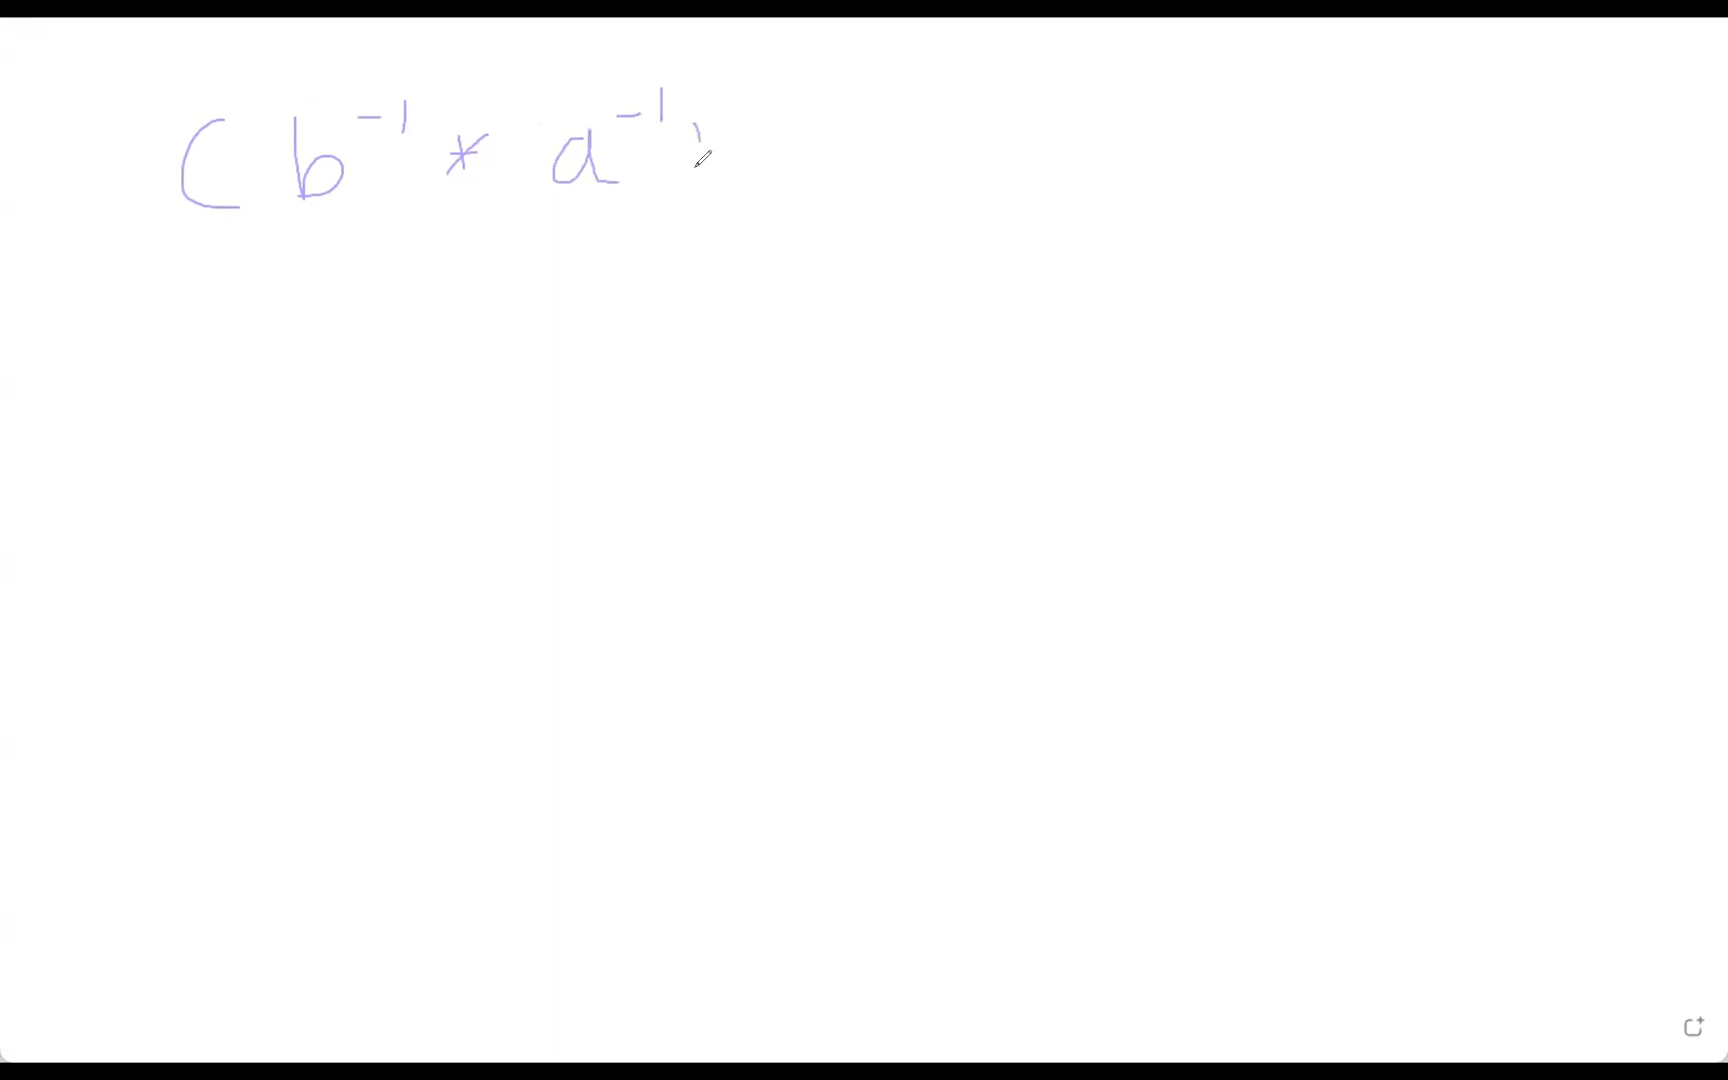 ( b⁻¹ * a⁻¹ )